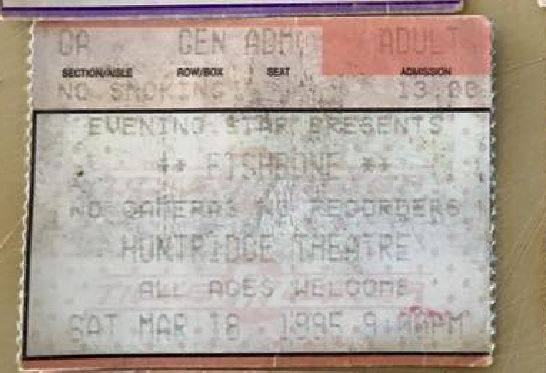 GA GEN ADM ADULT
SECTION/AISLE ROW/BOX SEAT ADMISSION
NO SMOKING 13.00
EVENING STAR PRESENTS
** FISHBONE **
NO CAMERAS NO RECORDERS
HUNTRIDGE THEATRE
ALL AGES WELCOME
SAT MAR 18 1995 9:00PM